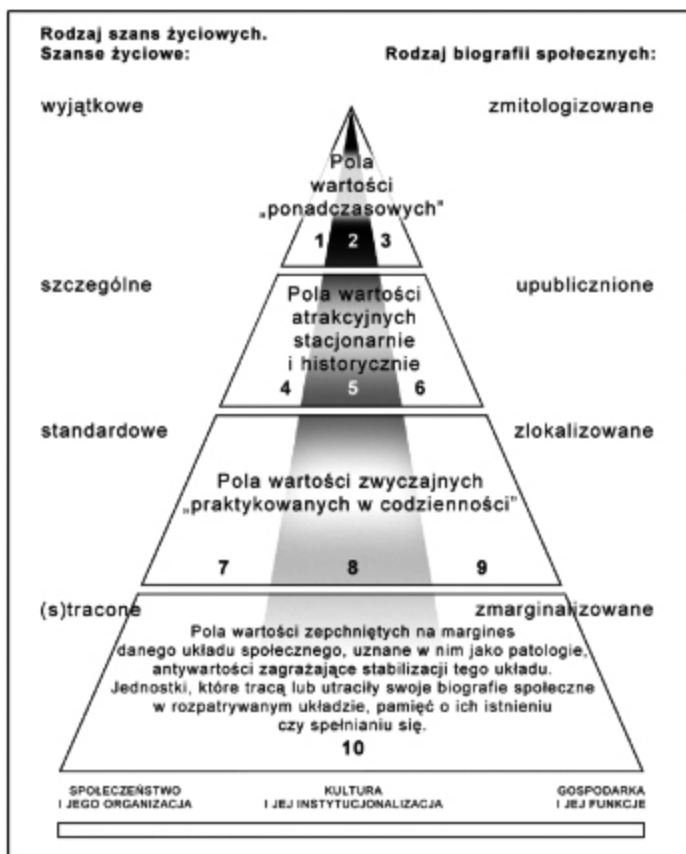 Rodzaj szans życiowych.
Szanse życiowe:
Rodzaj biografii społecznych:
wyjątkowe
zmitologizowane
Pola
wartości
„ponadczasowych”
1 2 3
szczególne
upublicznione
Pola wartości
atrakcyjnych
stacjonarnie
i historycznie
4 5 6
standardowe
zlokalizowane
Pola wartości zwyczajnych
„praktykowanych w codzienności”
7 8 9
(s)tracone
zmarginalizowane
Pola wartości zepchniętych na margines
danego układu społecznego, uznane w nim jako patologie,
antywartości zagrażające stabilizacji tego układu.
Jednostki, które tracą lub utraciły swoje biografie społeczne
w rozpatrywanym układzie, pamięć o ich istnieniu
czy spełnianiu się.
10
SPOŁECZEŃSTWO
I JEGO ORGANIZACJA
KULTURA
I JEJ INSTYTUCJONALIZACJA
GOSPODARKA
I JEJ FUNKCJE